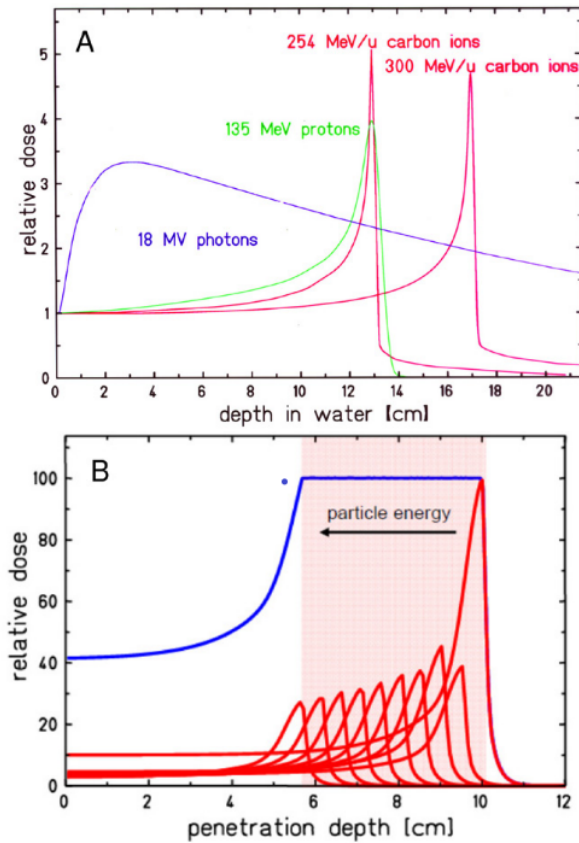 A
254 MeV/u carbon ions
300 MeV/u carbon ions
135 MeV protons
18 MV photons
relative dose
5
4
3
2
1
0
0 2 4 6 8 10 12 14 16 18 20
depth in water [cm]
B
particle energy
relative dose
100
80
60
40
20
0
0 2 4 6 8 10 12
penetration depth [cm]